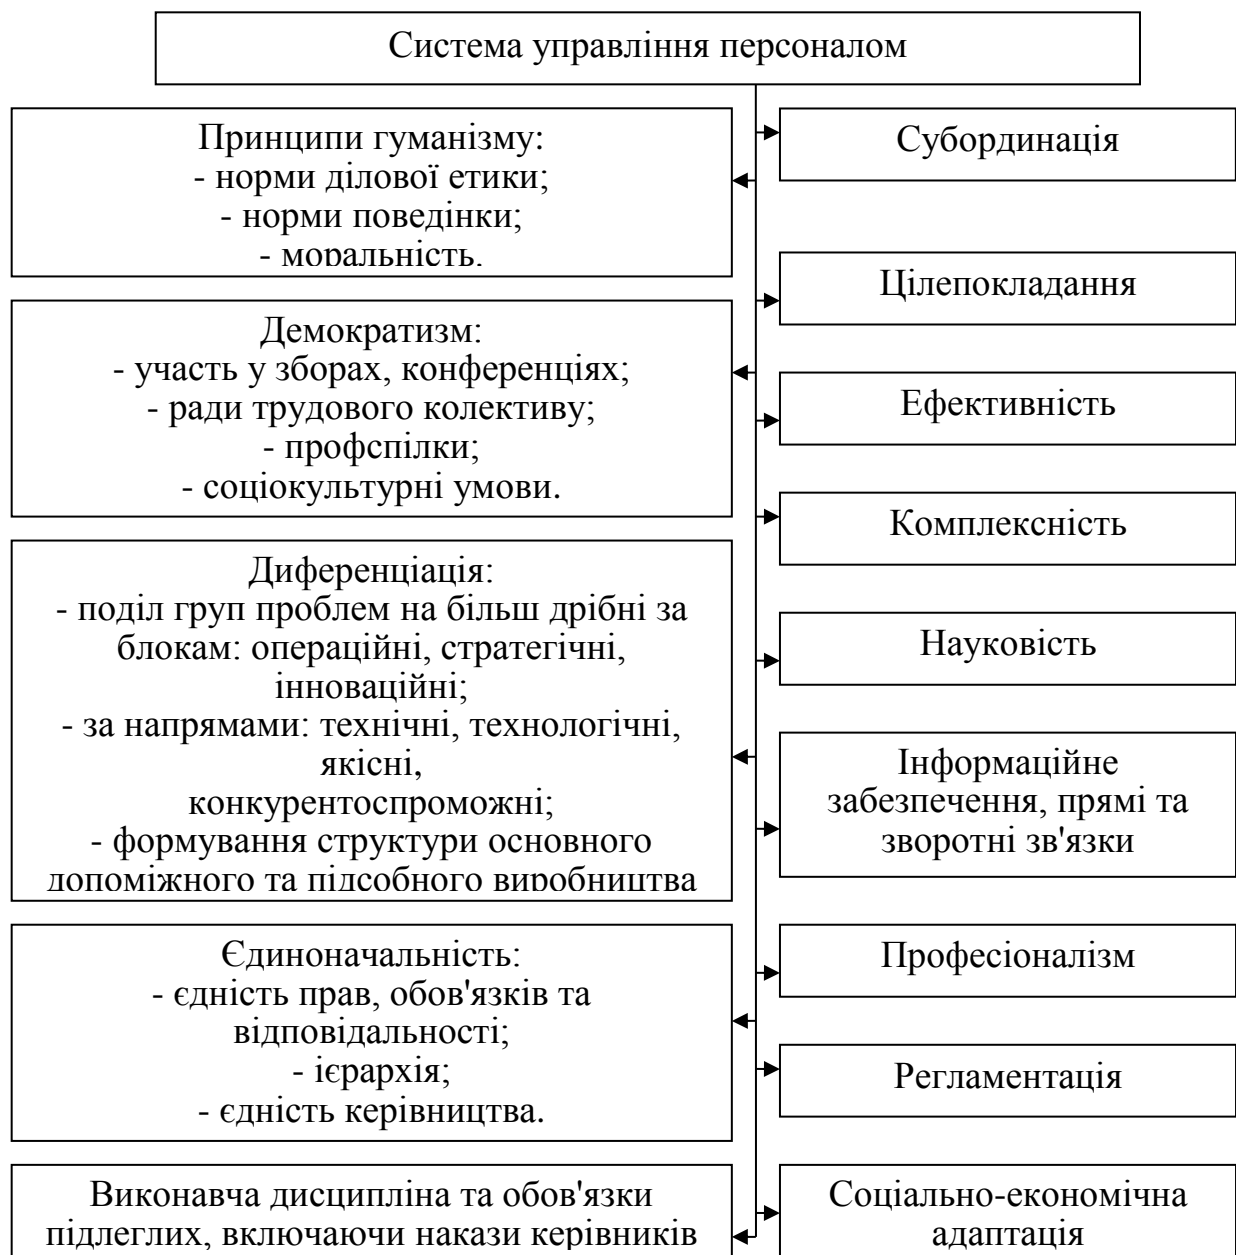 Система управління персоналом
Принципи гуманізму:
- норми ділової етики;
- норми поведінки;
- моральність.
Демократизм:
- участь у зборах, конференціях;
- ради трудового колективу;
- профспілки;
- соціокультурні умови.
Диференціація:
- поділ груп проблем на більш дрібні за
блокам: операційні, стратегічні,
інноваційні;
- за напрямами: технічні, технологічні,
якісні,
конкурентоспроможні;
- формування структури основного
допоміжного та підсобного виробництва
Єдиноначальність:
- єдність прав, обов'язків та
відповідальності;
- ієрархія;
- єдність керівництва.
Виконавча дисципліна та обов'язки
підлеглих, включаючи накази керівників
Субординація
Цілепокладання
Ефективність
Комплексність
Науковість
Інформаційне
забезпечення, прямі та
зворотні зв'язки
Професіоналізм
Регламентація
Соціально-економічна
адаптація